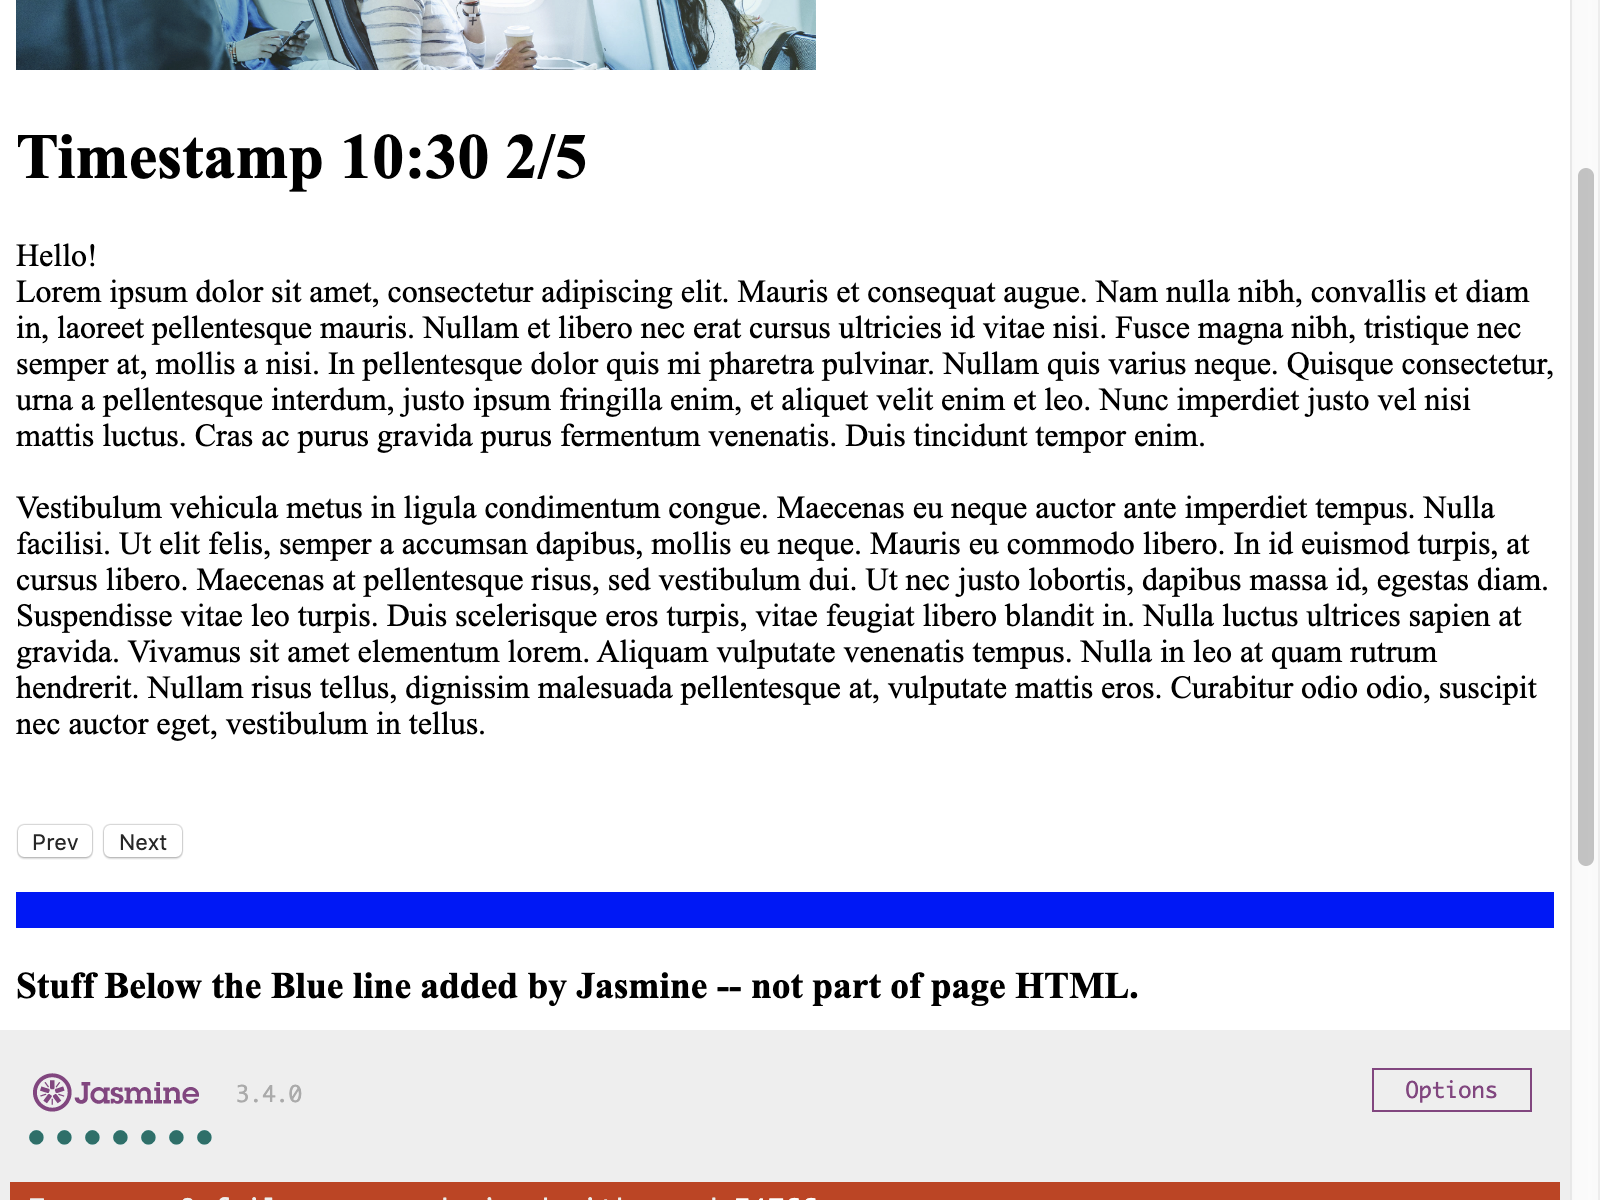 Timestamp 10:30 2/5
Hello!
Lorem ipsum dolor sit amet, consectetur adipiscing elit. Mauris et consequat augue. Nam nulla nibh, convallis et diam
in, laoreet pellentesque mauris. Nullam et libero nec erat cursus ultricies id vitae nisi. Fusce magna nibh, tristique nec
semper at, mollis a nisi. In pellentesque dolor quis mi pharetra pulvinar. Nullam quis varius neque. Quisque consectetur,
urna a pellentesque interdum, justo ipsum fringilla enim, et aliquet velit enim et leo. Nunc imperdiet justo vel nisi
mattis luctus. Cras ac purus gravida purus fermentum venenatis. Duis tincidunt tempor enim.
Vestibulum vehicula metus in ligula condimentum congue. Maecenas eu neque auctor ante imperdiet tempus. Nulla
facilisi. Ut elit felis, semper a accumsan dapibus, mollis eu neque. Mauris eu commodo libero. In id euismod turpis, at
cursus libero. Maecenas at pellentesque risus, sed vestibulum dui. Ut nec justo lobortis, dapibus massa id, egestas diam.
Suspendisse vitae leo turpis. Duis scelerisque eros turpis, vitae feugiat libero blandit in. Nulla luctus ultrices sapien at
gravida. Vivamus sit amet elementum lorem. Aliquam vulputate venenatis tempus. Nulla in leo at quam rutrum
hendrerit. Nullam risus tellus, dignissim malesuada pellentesque at, vulputate mattis eros. Curabitur odio odio, suscipit
nec auctor eget, vestibulum in tellus.
Prev Next
Stuff Below the Blue line added by Jasmine -- not part of page HTML.
Jasmine 3.4.0 Options